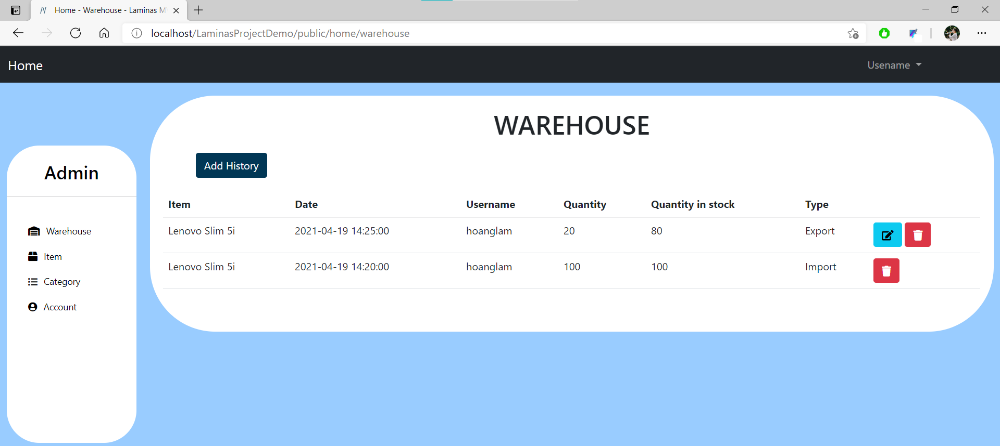 Home - Warehouse - Laminas M
localhost/LaminasProjectDemo/public/home/warehouse
Home
Usename
WAREHOUSE
Add History
Admin
Warehouse
Item
Category
Account
Item Date Username Quantity Quantity in stock Type
Lenovo Slim 5i 2021-04-19 14:25:00 hoanglam 20 80 Export
Lenovo Slim 5i 2021-04-19 14:20:00 hoanglam 100 100 Import